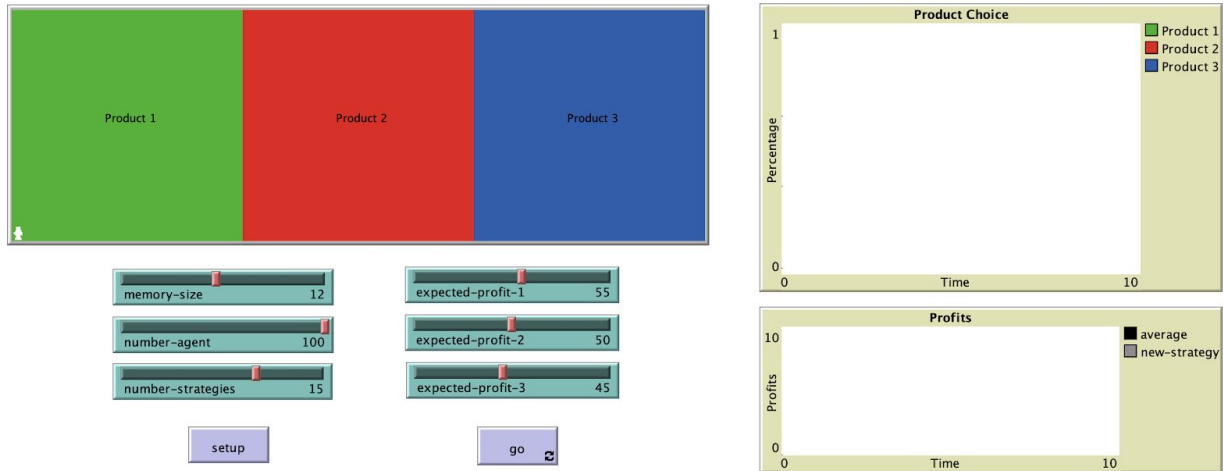 Product 1
Product 2
Product 3
memory-size 12
number-agent 100
number-strategies 15
expected-profit-1 55
expected-profit-2 50
expected-profit-3 45
setup
go
Product Choice
1
Percentage
0
0
Time
10
Product 1
Product 2
Product 3
Profits
10
Profits
0
0
Time
10
average
new-strategy